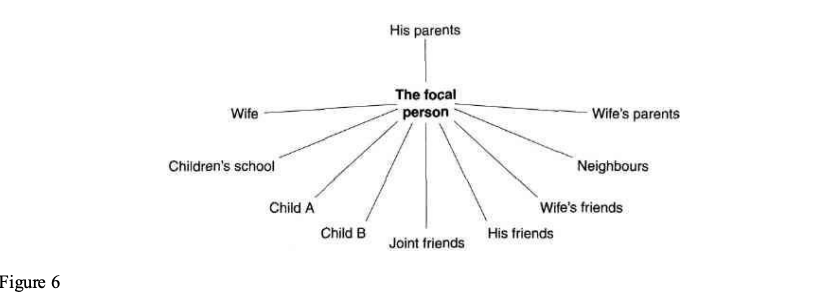 His parents
The focal
person
Wife
Wife's parents
Children's school
Neighbours
Child A
Wife's friends
Child B
Joint friends
His friends
Figure 6